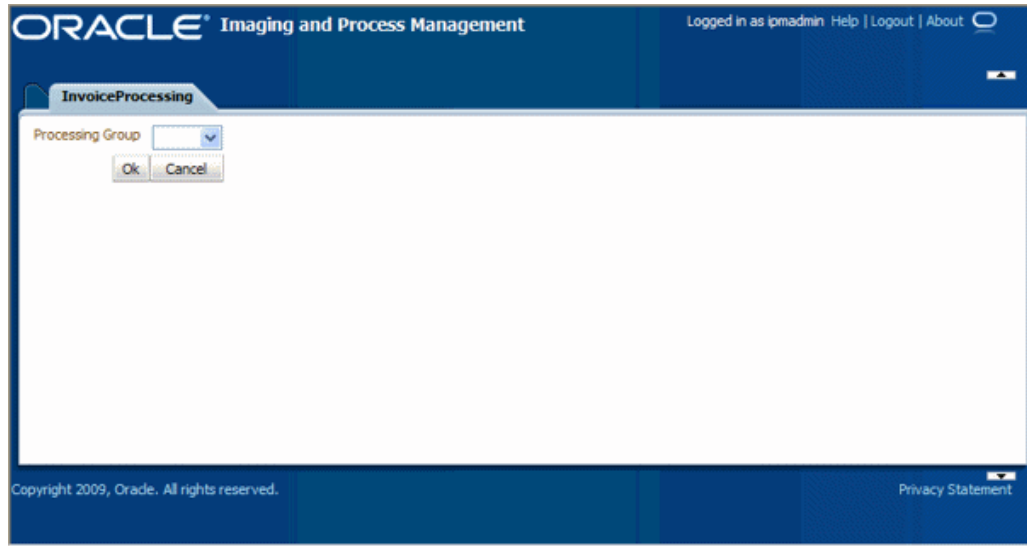 ORACLE® Imaging and Process Management
Logged in as ipmadmin Help | Logout | About
InvoiceProcessing
Processing Group
Ok Cancel
Copyright 2009, Oracle. All rights reserved.
Privacy Statement